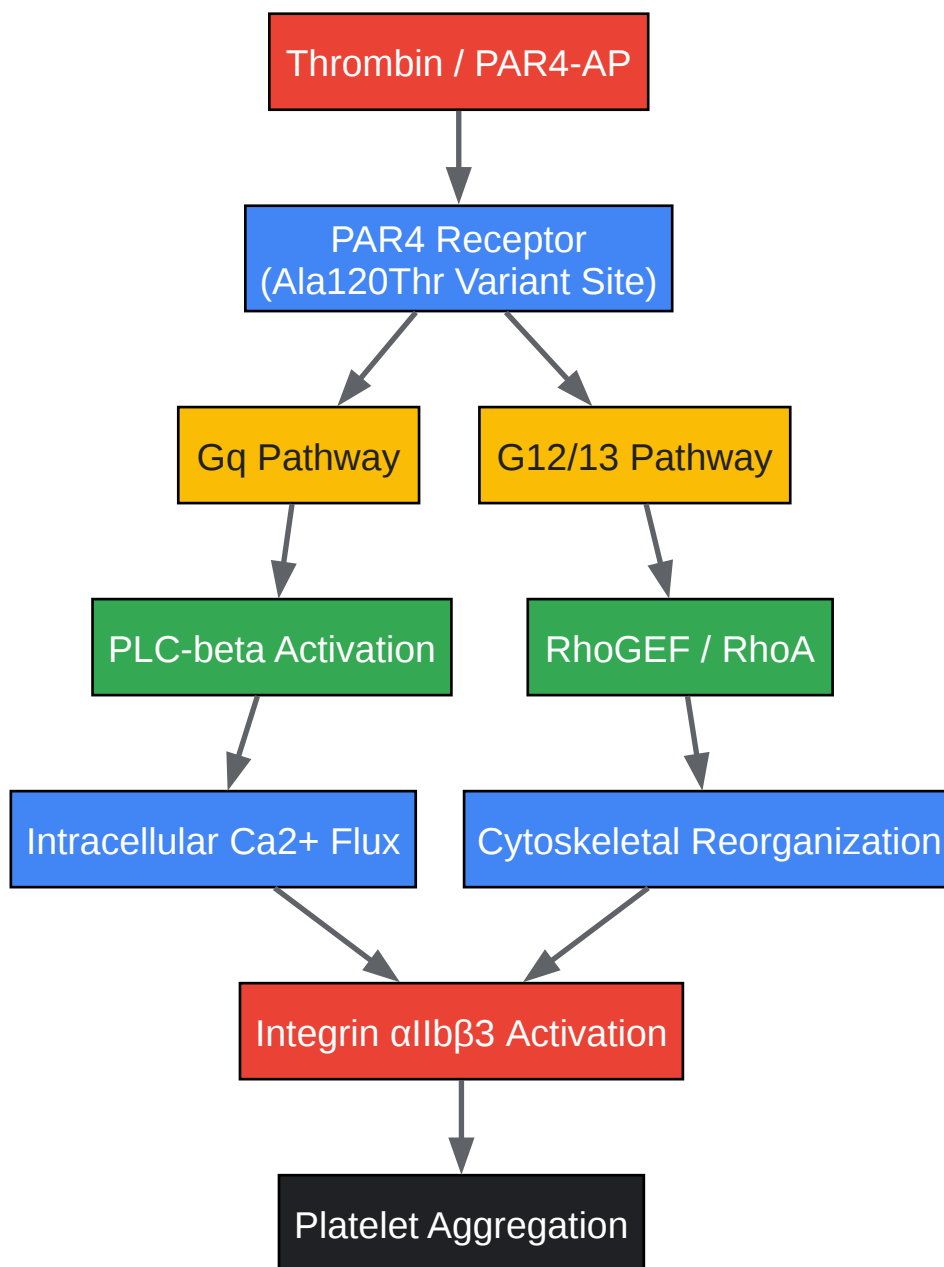 Thrombin / PAR4-AP
PAR4 Receptor
(Ala120Thr Variant Site)
Gq Pathway
G12/13 Pathway
PLC-beta Activation
RhoGEF / RhoA
Intracellular Ca2+ Flux
Cytoskeletal Reorganization
Integrin αIIbβ3 Activation
Platelet Aggregation